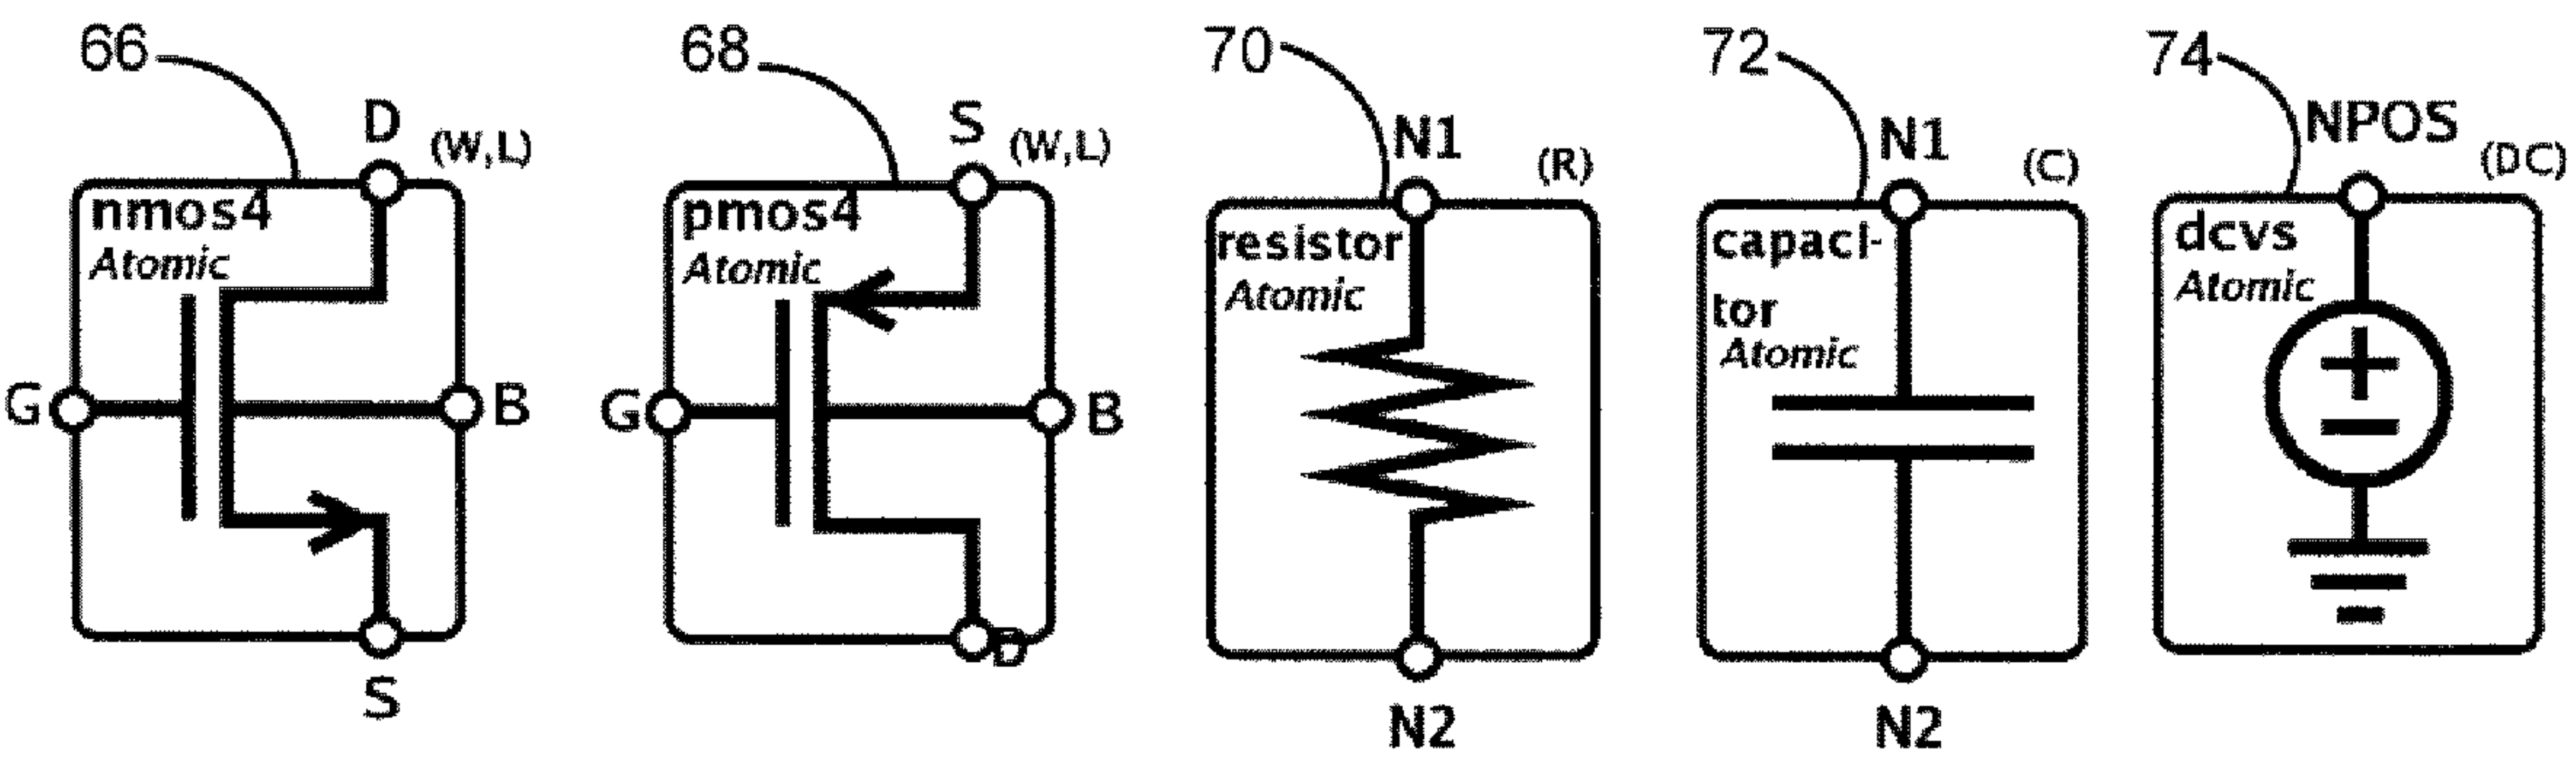 66
D (W,L)
nmos4
Atomic
G
B
S
68
S (W,L)
pmos4
Atomic
G
B
D
70
N1 (R)
resistor
Atomic
N2
72
N1 (C)
capaci-
tor
Atomic
N2
74
NPOS (DC)
dcvs
Atomic